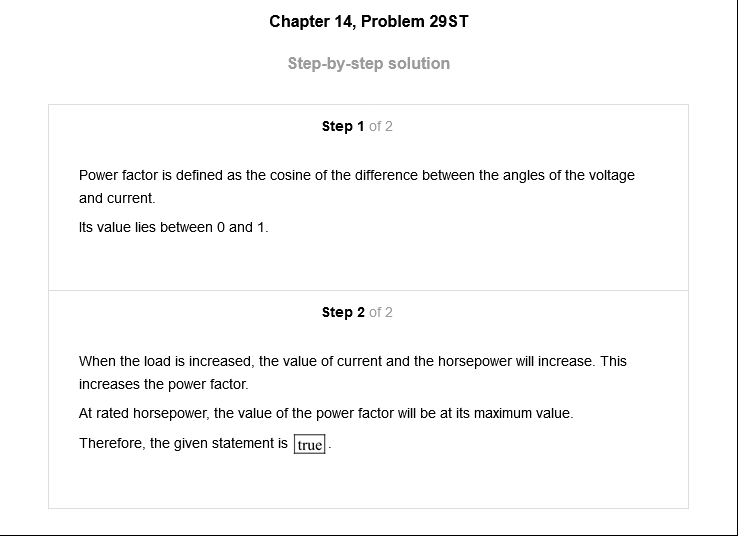 Chapter 14, Problem 29ST
Step-by-step solution
Step 1 of 2
Power factor is defined as the cosine of the difference between the angles of the voltage
and current.
Its value lies between 0 and 1.
Step 2 of 2
When the load is increased, the value of current and the horsepower will increase. This
increases the power factor.
At rated horsepower, the value of the power factor will be at its maximum value.
Therefore, the given statement is true.